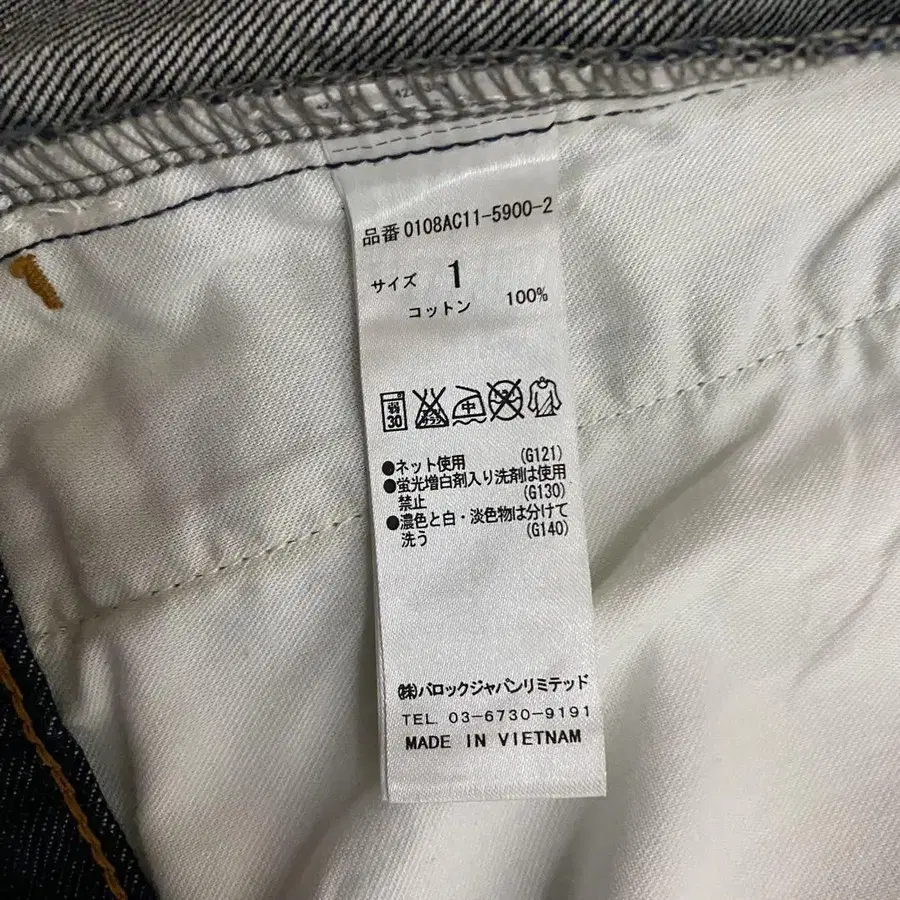 品番 0108AC11-5900-2
サイズ 1
コットン 100%
弱 30 中
●ネット使用 (G121)
●蛍光増白剤入り洗剤は使用
禁止 (G130)
●濃色と白・淡色物は分けて
洗う (G140)
㈱バロックジャパンリミテッド
TEL. 03-6730-9191
MADE IN VIETNAM